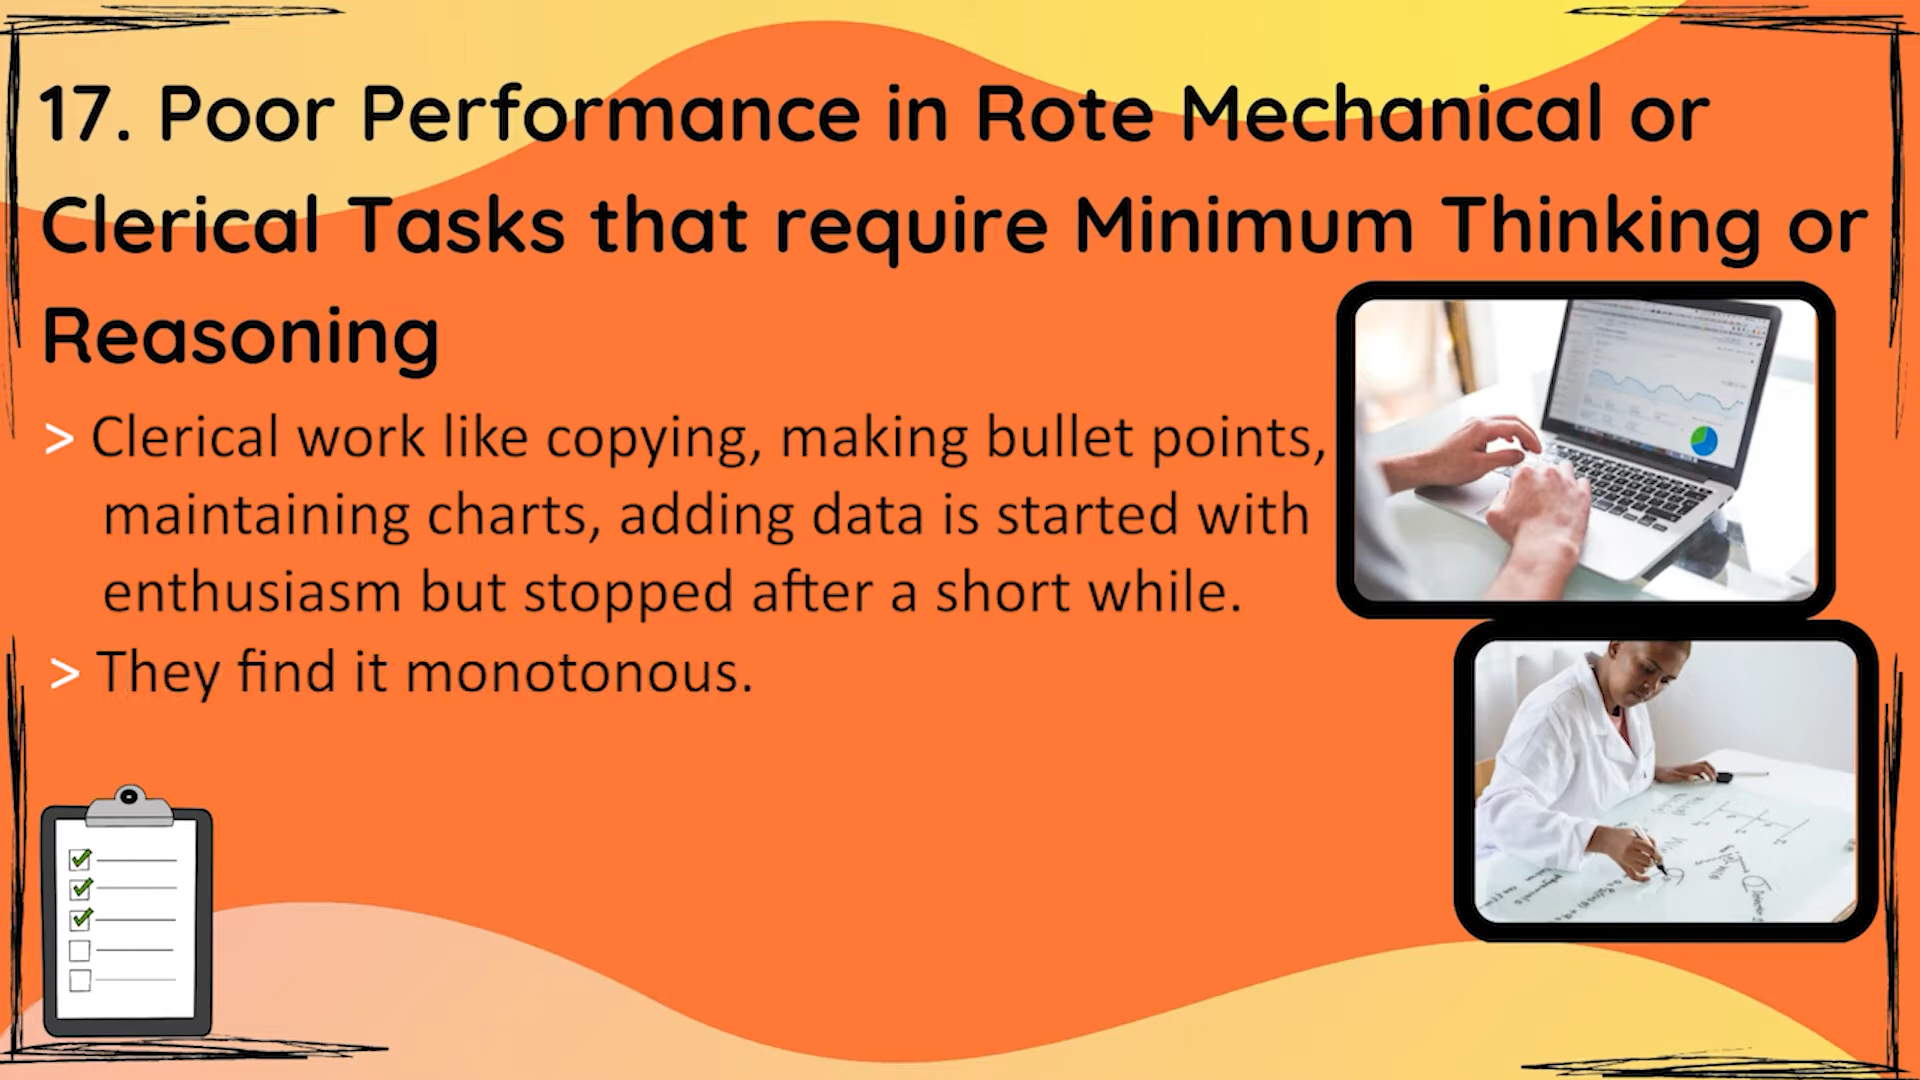 17. Poor Performance in Rote Mechanical or
Clerical Tasks that require Minimum Thinking or
Reasoning
> Clerical work like copying, making bullet points,
maintaining charts, adding data is started with
enthusiasm but stopped after a short while.
> They find it monotonous.